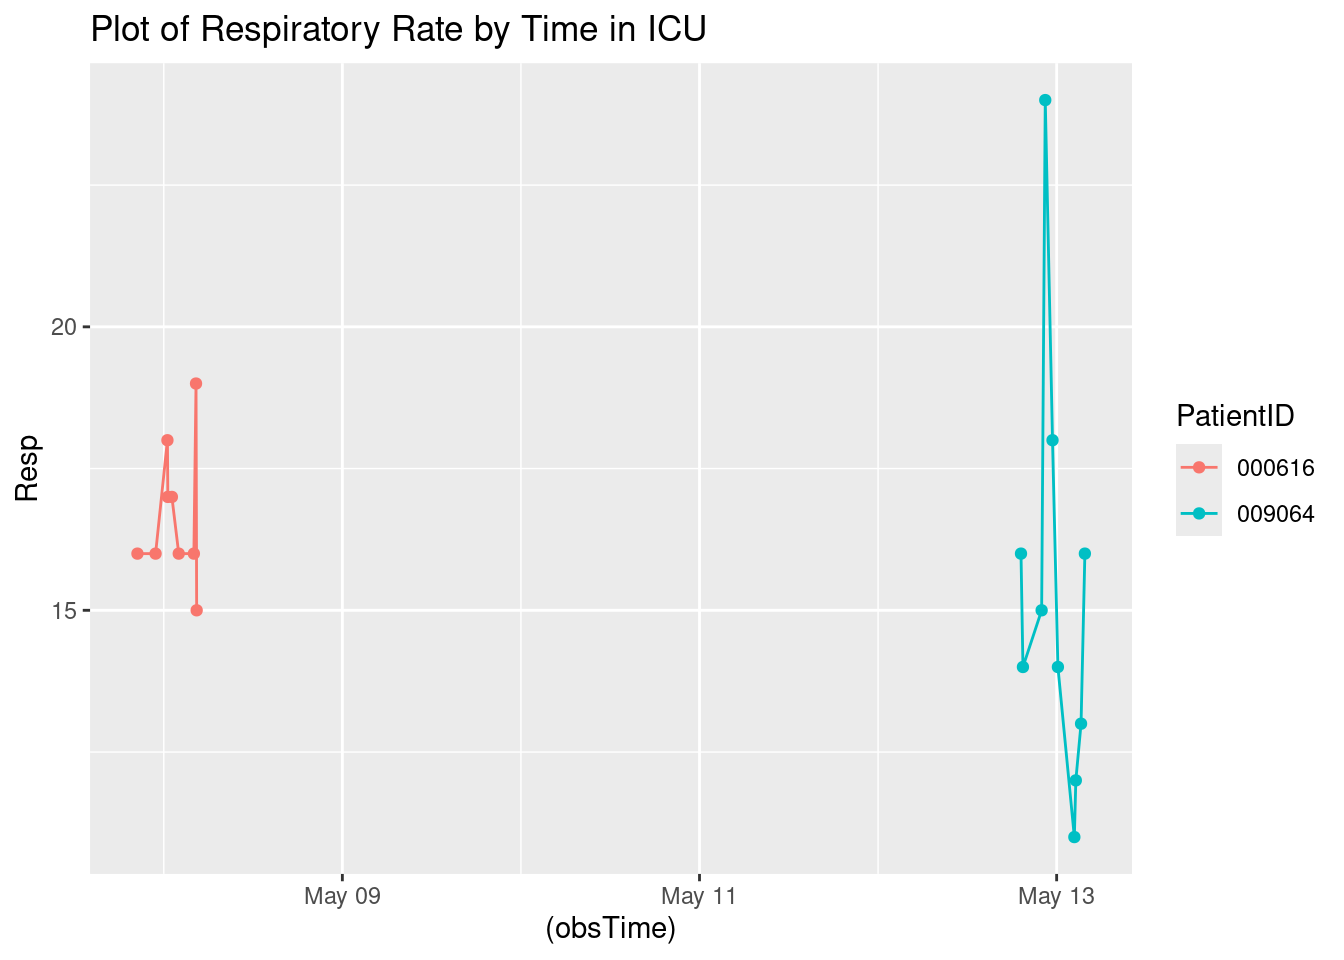 Plot of Respiratory Rate by Time in ICU
Resp
20
15
May 09
May 11
May 13
(obsTime)
PatientID
000616
009064